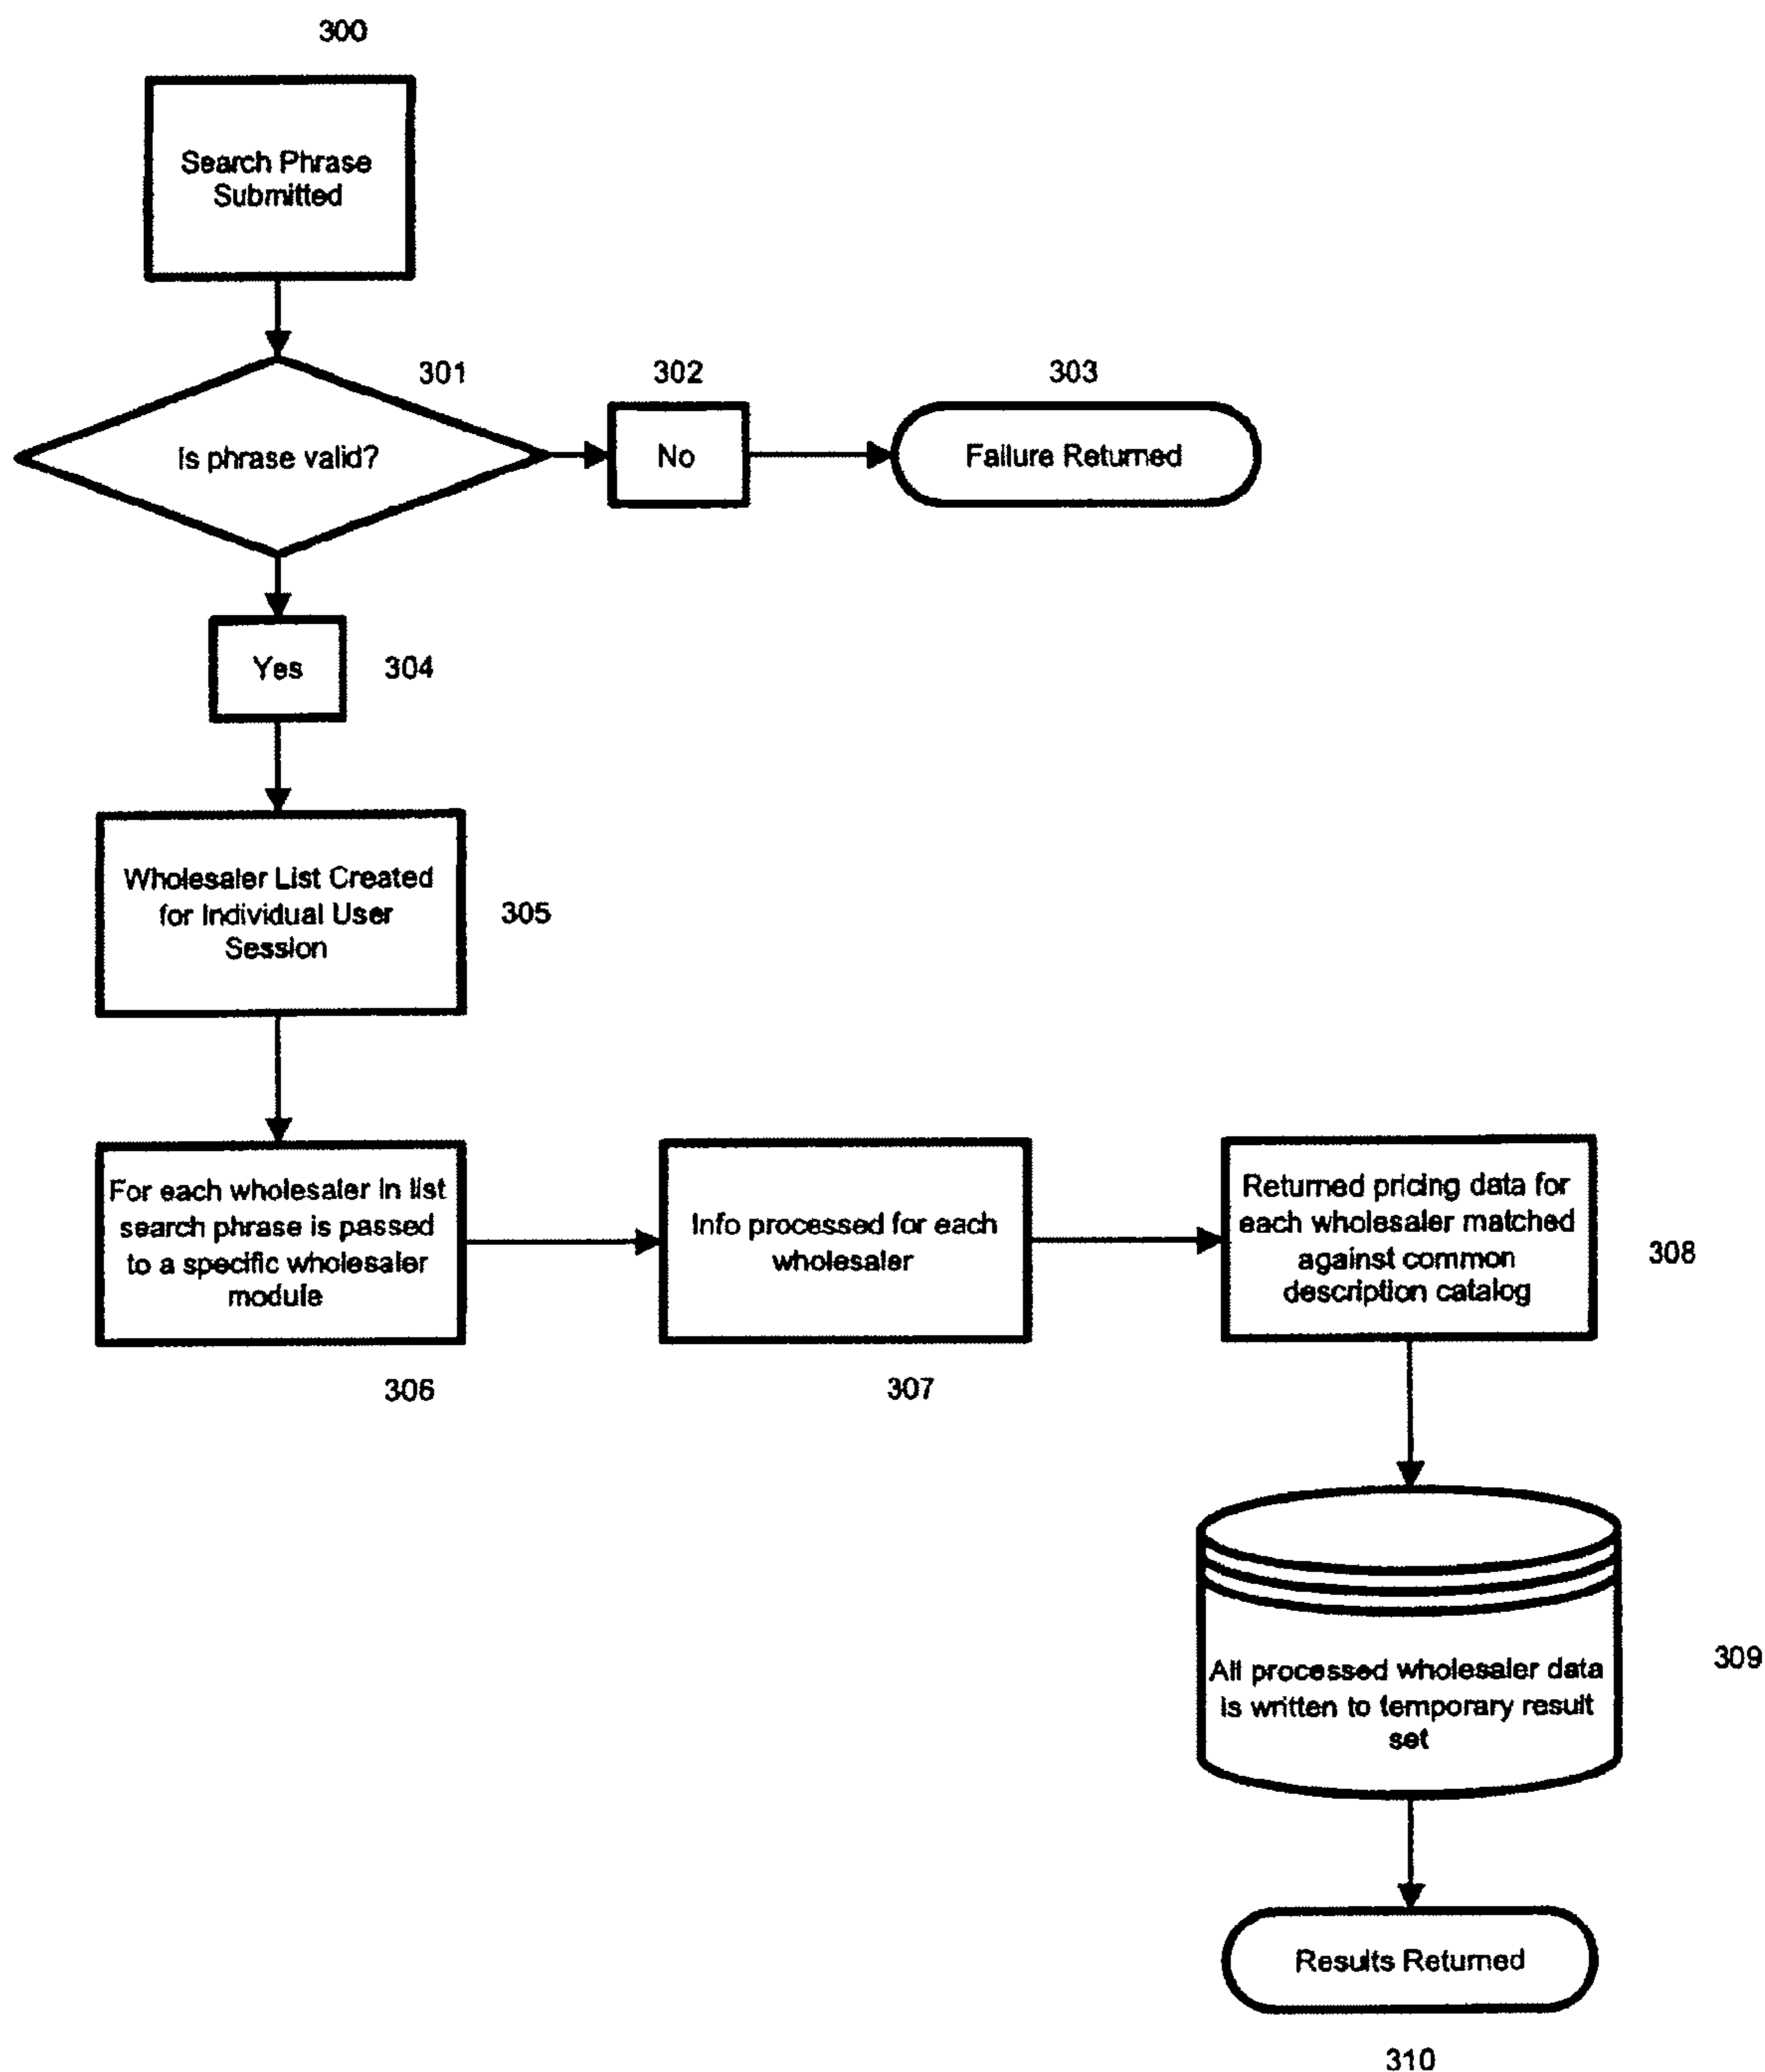 300
Search Phrase
Submitted
301
302
303
Is phrase valid?
No
Failure Returned
Yes
304
Wholesaler List Created
for Individual User
Session
305
For each wholesaler in list
search phrase is passed
to a specific wholesaler
module
306
Info processed for each
wholesaler
307
Returned pricing data for
each wholesaler matched
against common
description catalog
308
All processed wholesaler data
is written to temporary result
set
309
Results Returned
310